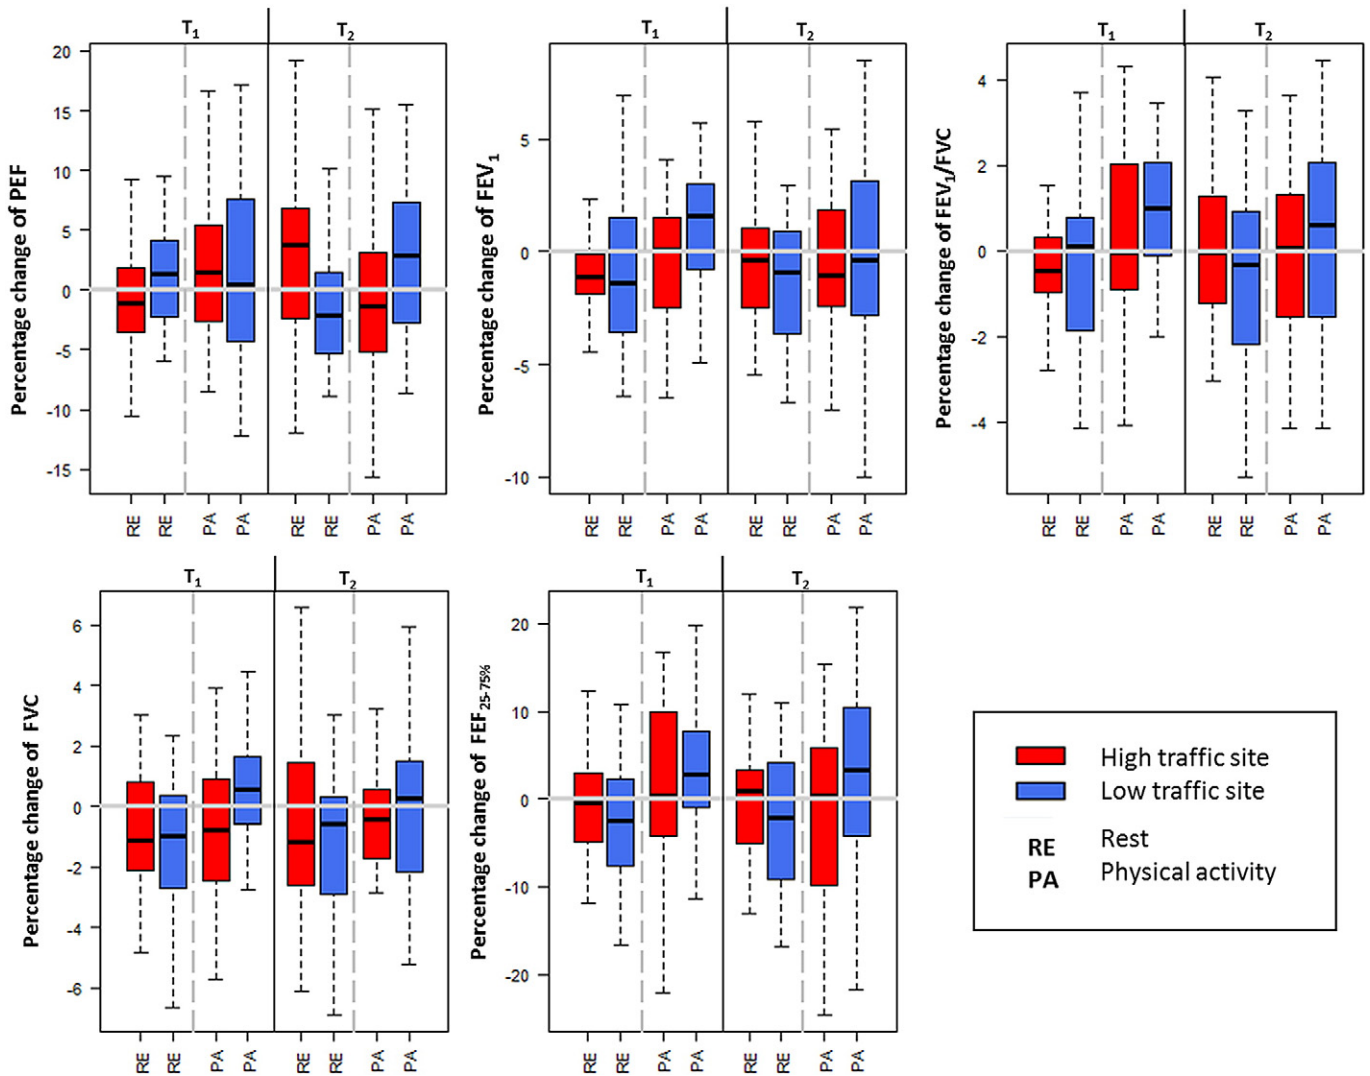 T1 T2
Percentage change of PEF
20
15
10
5
0
-5
-10
-15
RE RE PA PA RE RE PA PA
T1 T2
Percentage change of FEV1
5
0
-5
-10
RE RE PA PA RE RE PA PA
T1 T2
Percentage change of FEV1/FVC
4
2
0
-2
-4
RE RE PA PA RE RE PA PA
T1 T2
Percentage change of FVC
6
4
2
0
-2
-4
-6
RE RE PA PA RE RE PA PA
T1 T2
Percentage change of FEF25-75%
20
10
0
-10
-20
RE RE PA PA RE RE PA PA
High traffic site
Low traffic site
RE Rest
PA Physical activity